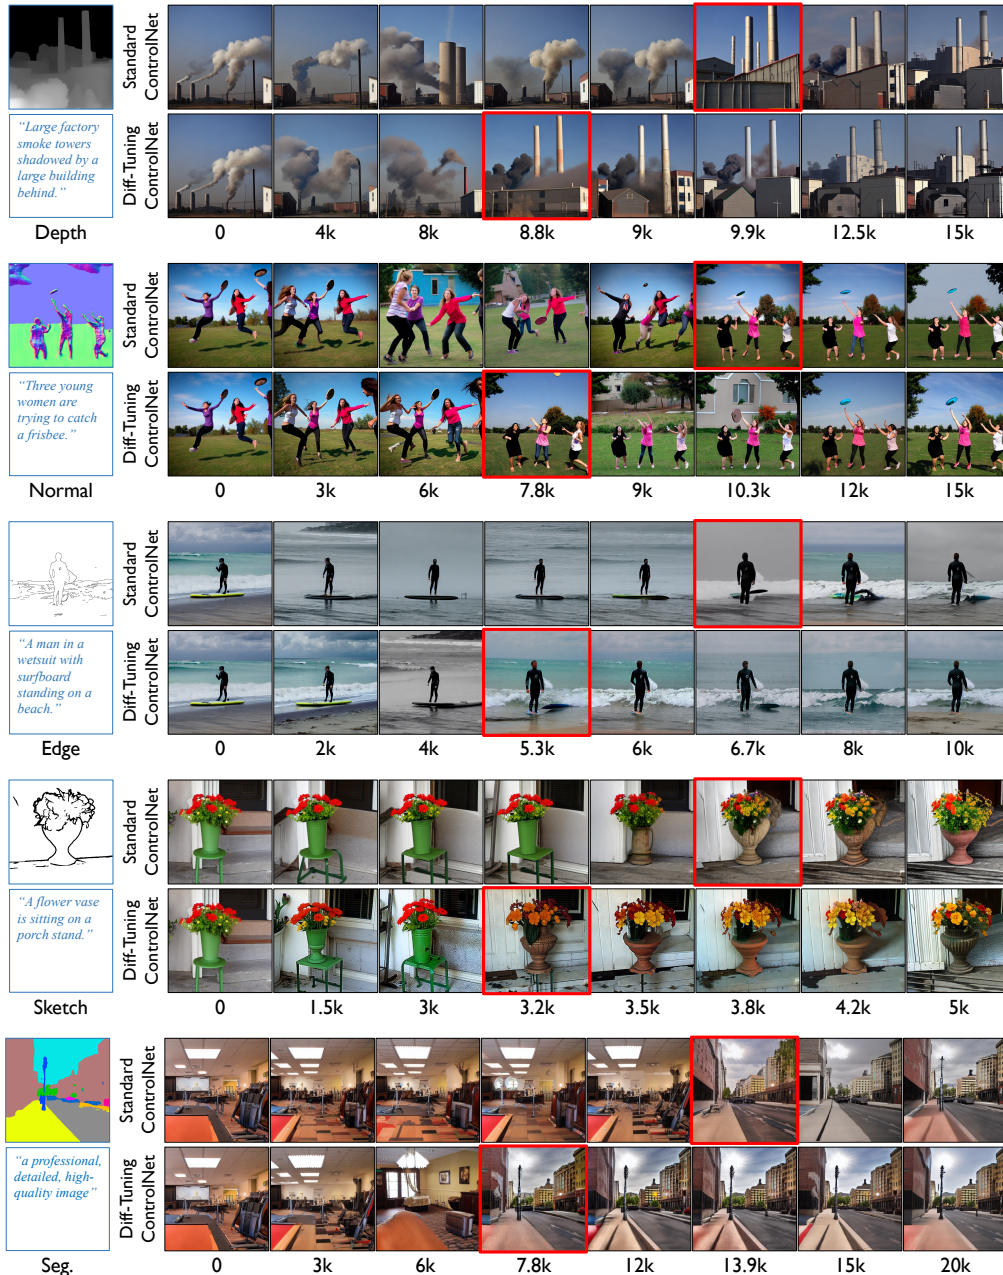 Standard
ControlNet
“Large factory
smoke towers
shadowed by a
large building
behind.”
Diff-Tuning
ControlNet
Depth
0 4k 8k 8.8k 9k 9.9k 12.5k 15k
Standard
ControlNet
“Three young
women are
trying to catch
a frisbee.”
Diff-Tuning
ControlNet
Normal
0 3k 6k 7.8k 9k 10.3k 12k 15k
Standard
ControlNet
“A man in a
wetsuit with
surfboard
standing on a
beach.”
Diff-Tuning
ControlNet
Edge
0 2k 4k 5.3k 6k 6.7k 8k 10k
Standard
ControlNet
“A flower vase
is sitting on a
porch stand.”
Diff-Tuning
ControlNet
Sketch
0 1.5k 3k 3.2k 3.5k 3.8k 4.2k 5k
Standard
ControlNet
“a professional,
detailed, high-
quality image”
Diff-Tuning
ControlNet
Seg.
0 3k 6k 7.8k 12k 13.9k 15k 20k